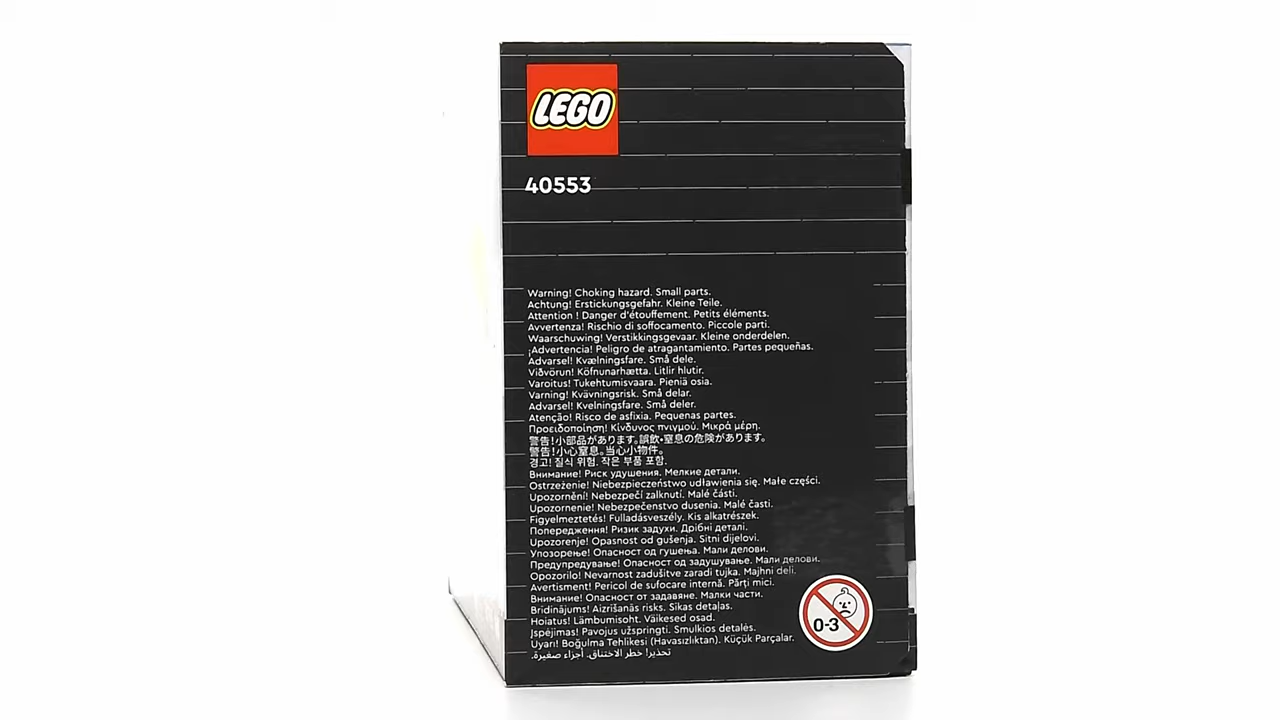 LEGO
40553
Warning! Choking hazard. Small parts.
Achtung! Erstickungsgefahr. Kleine Teile.
Attention ! Danger d'étouffement. Petits éléments.
Avvertenza! Rischio di soffocamento. Piccole parti.
Waarschuwing! Verstikkingsgevaar. Kleine onderdelen.
¡Advertencia! Peligro de atragantamiento. Partes pequeñas.
Advarsel! Kvælningsfare. Små dele.
Viðvörun! Köfnunarhætta. Litlir hlutir.
Varoitus! Tukehtumisvaara. Pieniä osia.
Varning! Kvävningsrisk. Små delar.
Advarsel! Kvelningsfare. Små deler.
Atenção! Risco de asfixia. Pequenas partes.
Προειδοποίηση! Κίνδυνος πνιγμού. Μικρά μέρη.
警告！小部品があります。誤飲・窒息の危険があります。
警告！小心窒息。当心小物件。
경고! 질식 위험. 작은 부품 포함.
Внимание! Риск удушения. Мелкие детали.
Ostrzeżenie! Niebezpieczeństwo udławienia się. Małe części.
Upozornění! Nebezpečí zalknutí. Malé části.
Upozornenie! Nebezpečenstvo dusenia. Malé časti.
Figyelmeztetés! Fulladásveszély. Kis alkatrészek.
Попередження! Ризик задухи. Дрібні деталі.
Upozorenje! Opasnost od gušenja. Sitni dijelovi.
Упозорење! Опасност од гушења. Мали делови.
Предупредување! Опасност од задушување. Мали делови.
Opozorilo! Nevarnost zadušitve zaradi tujka. Majhni deli.
Avertisment! Pericol de sufocare internă. Părți mici.
Внимание! Опасност от задавяне. Малки части.
Brīdinājums! Aizrīšanās risks. Sīkas detaļas.
Hoiatus! Lämbumisoht. Väikesed osad.
Įspėjimas! Pavojus užspringti. Smulkios detalės.
Uyarı! Boğulma Tehlikesi (Havasızlıktan). Küçük Parçalar.
تحذير! خطر الاختناق. أجزاء صغيرة.
0-3